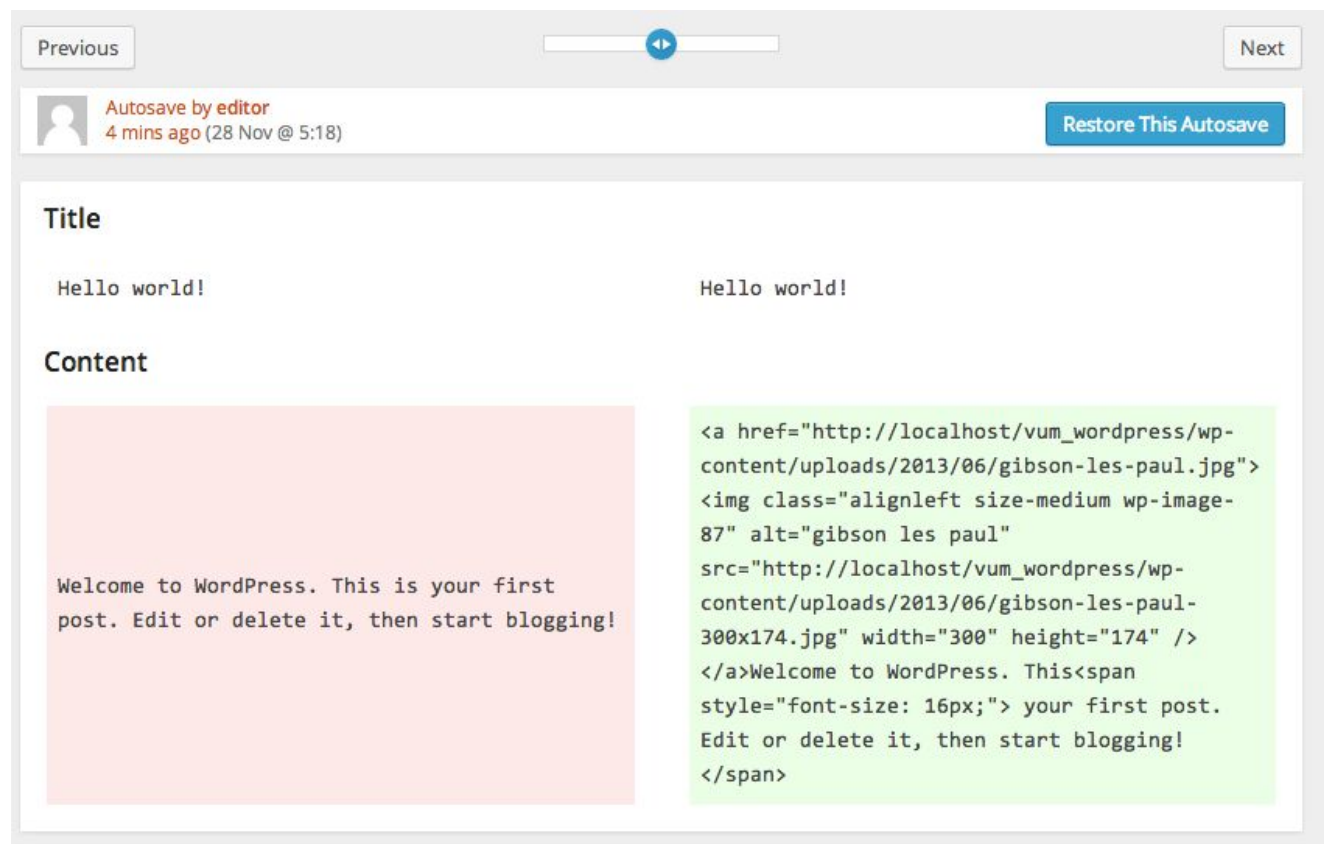 Previous
Next
Autosave by editor
4 mins ago (28 Nov @ 5:18)
Restore This Autosave
Title
Hello world!
Hello world!
Content
Welcome to WordPress. This is your first
post. Edit or delete it, then start blogging!
<a href="http://localhost/vum_wordpress/wp-
content/uploads/2013/06/gibson-les-paul.jpg">
<img class="alignleft size-medium wp-image-
87" alt="gibson les paul"
src="http://localhost/vum_wordpress/wp-
content/uploads/2013/06/gibson-les-paul-
300x174.jpg" width="300" height="174" />
</a>Welcome to WordPress. This<span
style="font-size: 16px;"> your first post.
Edit or delete it, then start blogging!
</span>